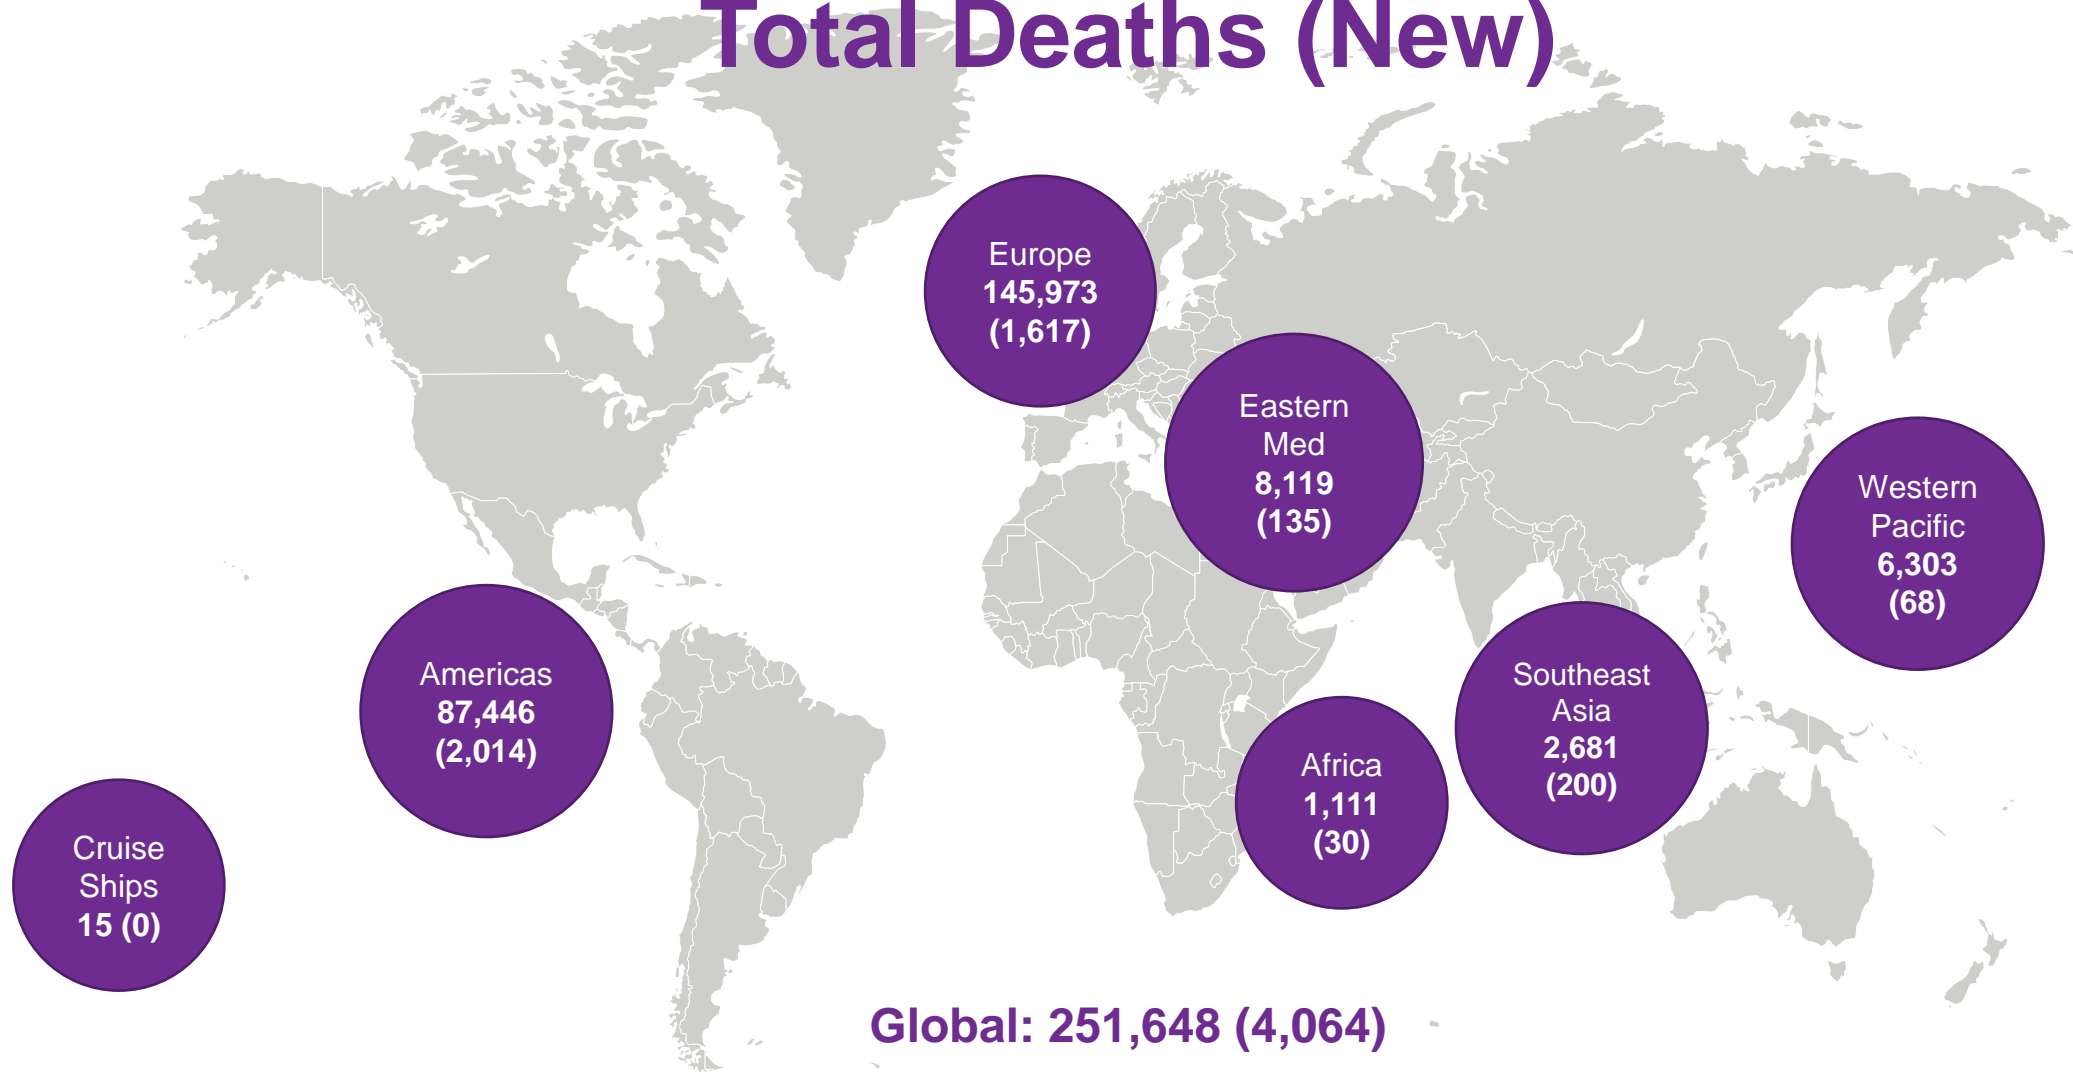 Total Deaths (New)
Europe
145,973
(1,617)
Eastern
Med
8,119
(135)
Western
Pacific
6,303
(68)
Americas
87,446
(2,014)
Southeast
Asia
2,681
(200)
Africa
1,111
(30)
Cruise
Ships
15 (0)
Global: 251,648 (4,064)